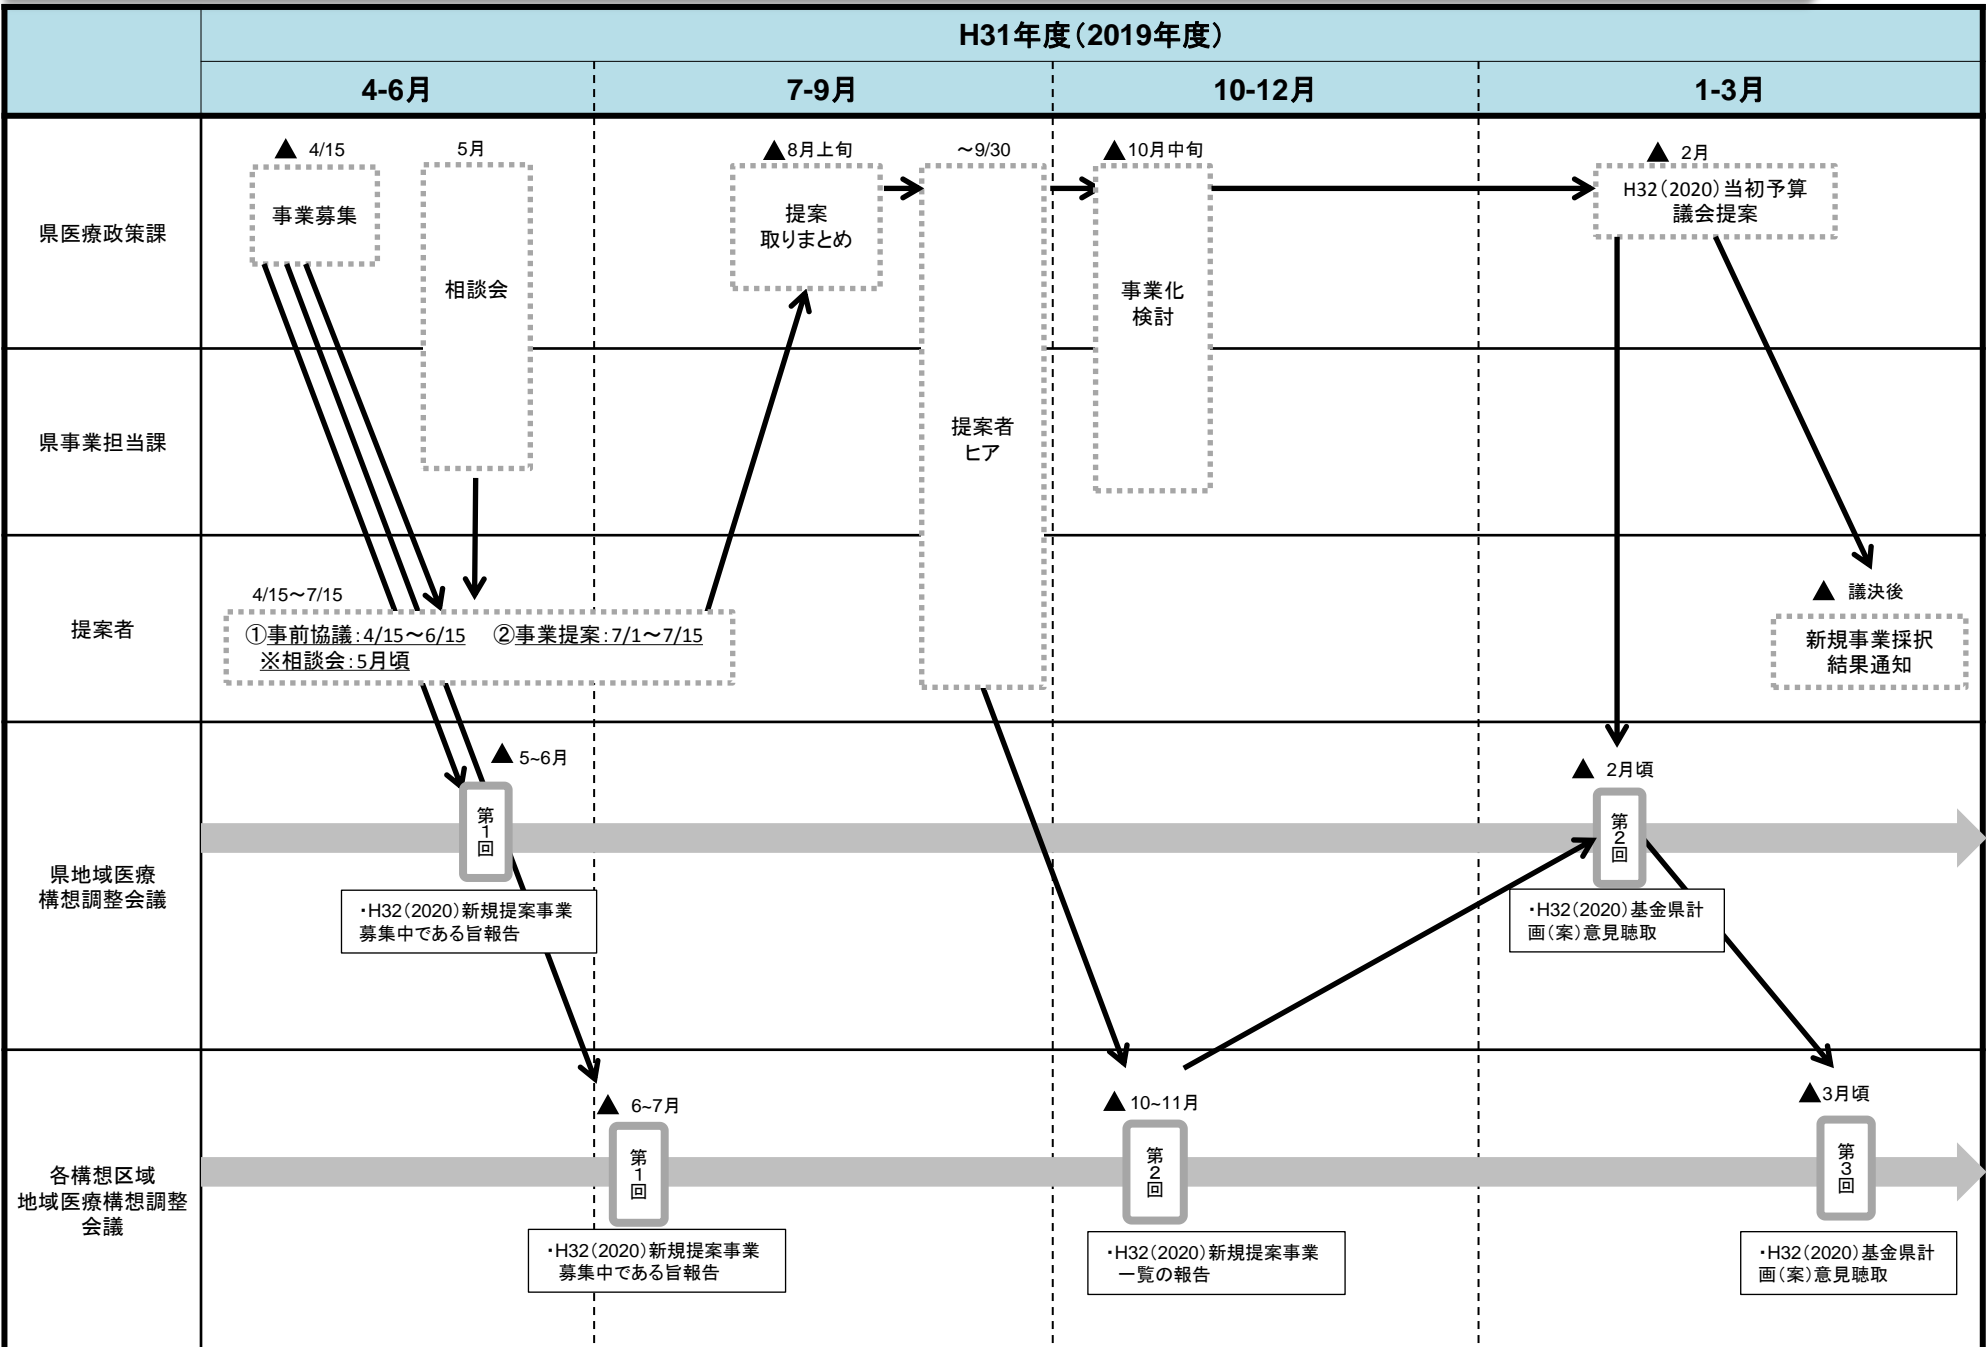 H31年度（2019年度）
4-6月
7-9月
10-12月
1-3月
県医療政策課
▲ 4/15
事業募集
5月
相談会
▲8月上旬
提案
取りまとめ
～9/30
提案者
ヒア
▲10月中旬
事業化
検討
▲ 2月
H32（2020）当初予算
議会提案
県事業担当課
提案者
4/15～7/15
①事前協議：4/15～6/15 ②事業提案：7/1～7/15
※相談会：5月頃
▲ 議決後
新規事業採択
結果通知
県地域医療
構想調整会議
▲ 5~6月
第1回
・H32（2020）新規提案事業
募集中である旨報告
▲ 2月頃
第2回
・H32（2020）基金県計
画（案）意見聴取
各構想区域
地域医療構想調整
会議
▲ 6~7月
第1回
・H32（2020）新規提案事業
募集中である旨報告
▲ 10~11月
第2回
・H32（2020）新規提案事業
一覧の報告
▲3月頃
第3回
・H32（2020）基金県計
画（案）意見聴取